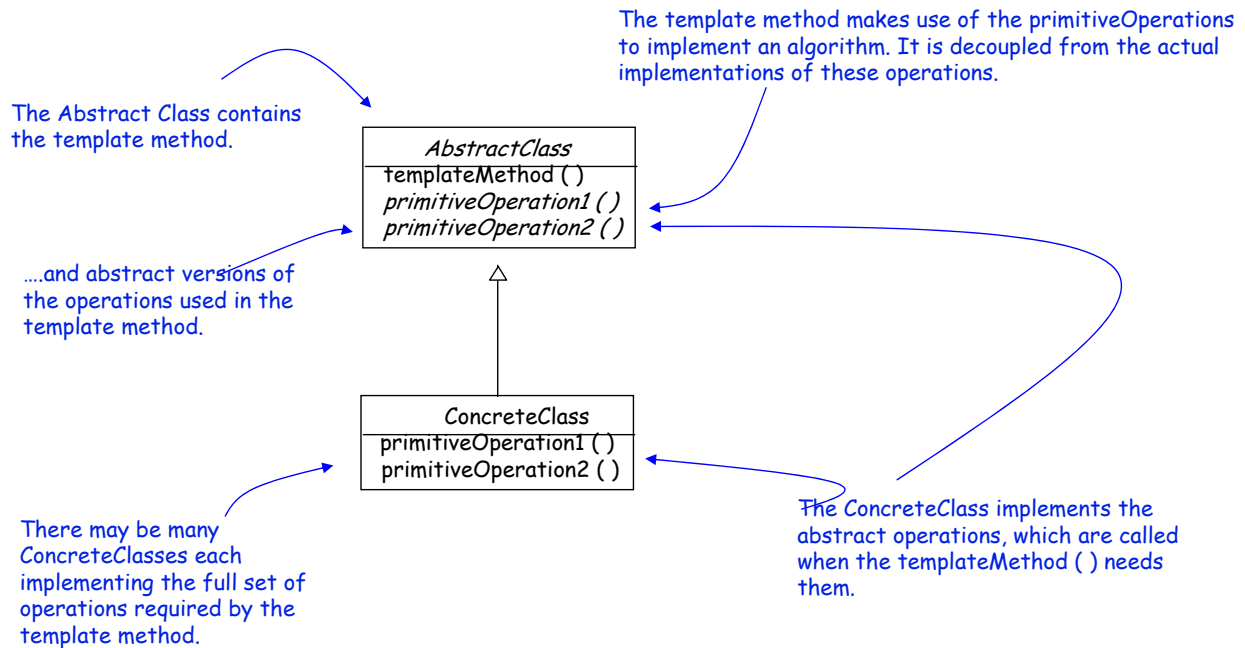 The template method makes use of the primitiveOperations
to implement an algorithm. It is decoupled from the actual
implementations of these operations.
The Abstract Class contains
the template method.
AbstractClass
templateMethod ( )
primitiveOperation1 ( )
primitiveOperation2 ( )
….and abstract versions of
the operations used in the
template method.
ConcreteClass
primitiveOperation1 ( )
primitiveOperation2 ( )
There may be many
ConcreteClasses each
implementing the full set of
operations required by the
template method.
The ConcreteClass implements the
abstract operations, which are called
when the templateMethod ( ) needs
them.